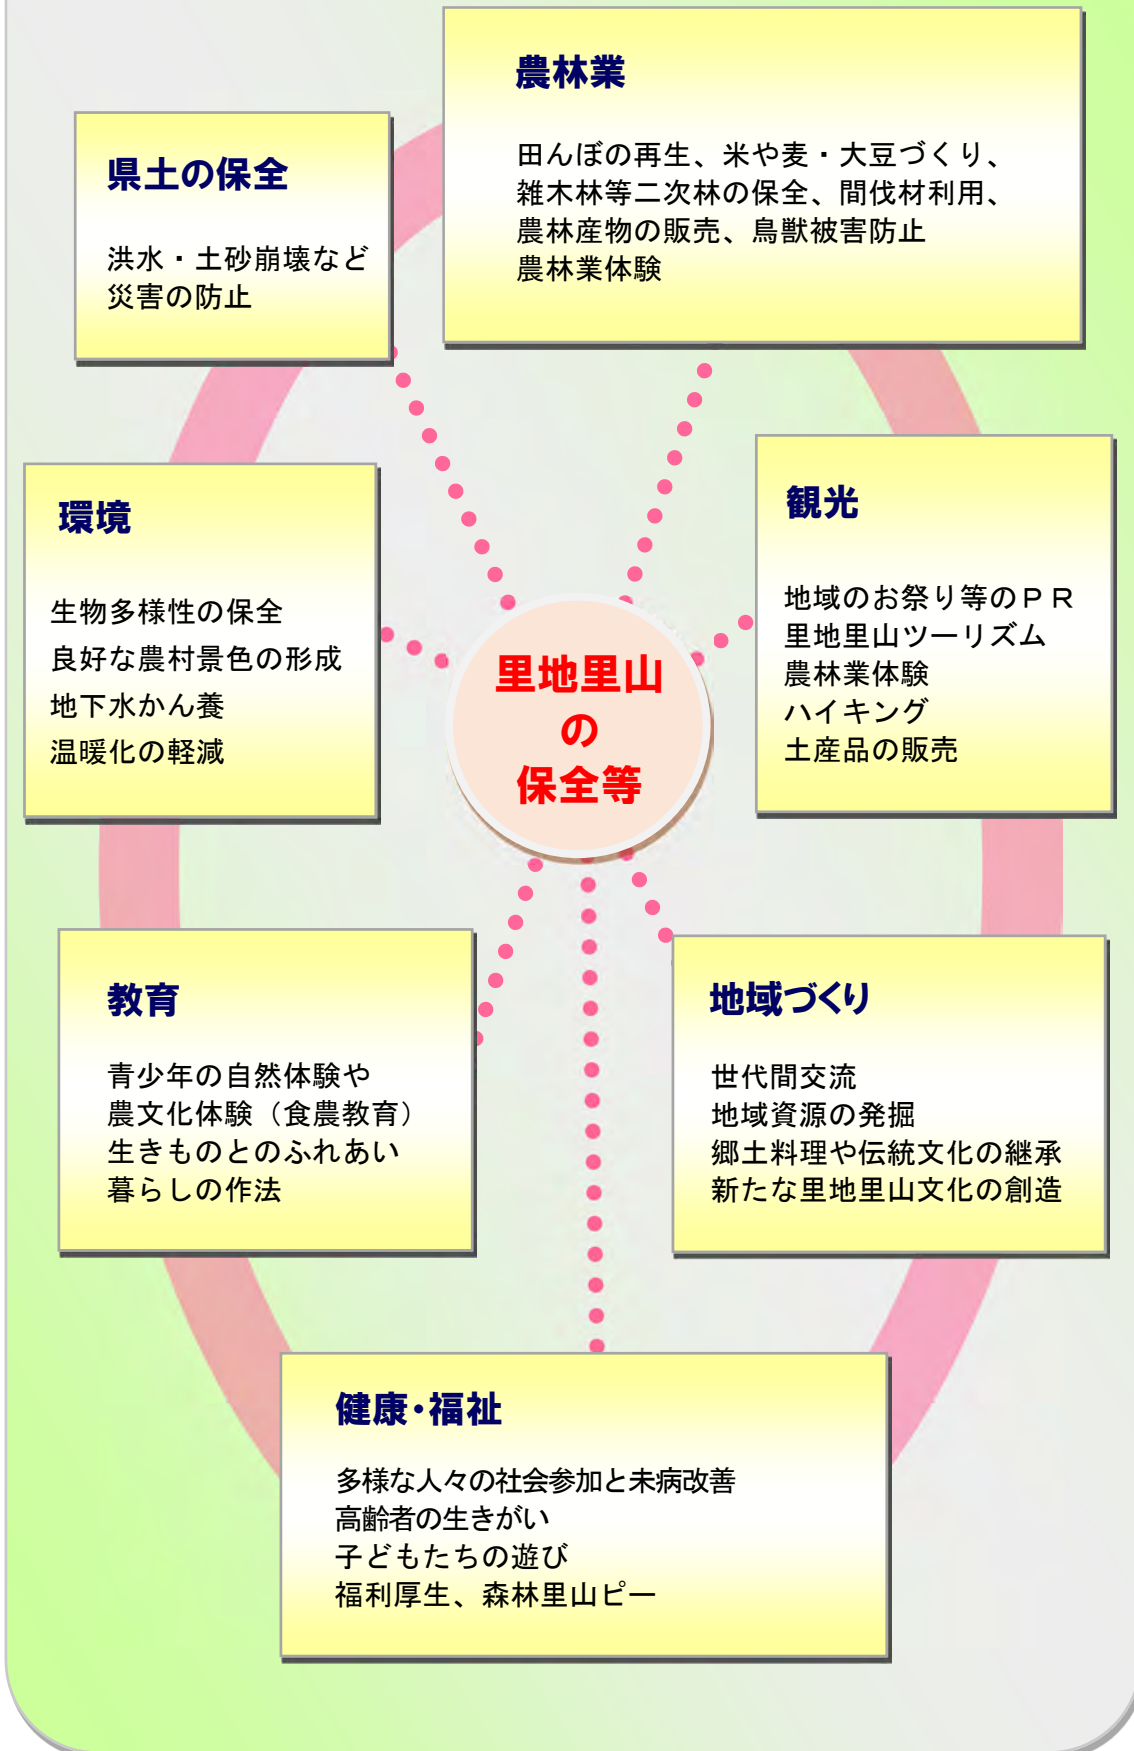 農林業
田んぼの再生、米や麦・大豆づくり、
雑木林等二次林の保全、間伐材利用、
農林産物の販売、鳥獣被害防止
農林業体験
県土の保全
洪水・土砂崩壊など
災害の防止
環境
生物多様性の保全
良好な農村景色の形成
地下水かん養
温暖化の軽減
観光
地域のお祭り等のＰＲ
里地里山ツーリズム
農林業体験
ハイキング
土産品の販売
里地里山
の
保全等
教育
青少年の自然体験や
農文化体験（食農教育）
生きものとのふれあい
暮らしの作法
地域づくり
世代間交流
地域資源の発掘
郷土料理や伝統文化の継承
新たな里地里山文化の創造
健康・福祉
多様な人々の社会参加と未病改善
高齢者の生きがい
子どもたちの遊び
福利厚生、森林里山ピー